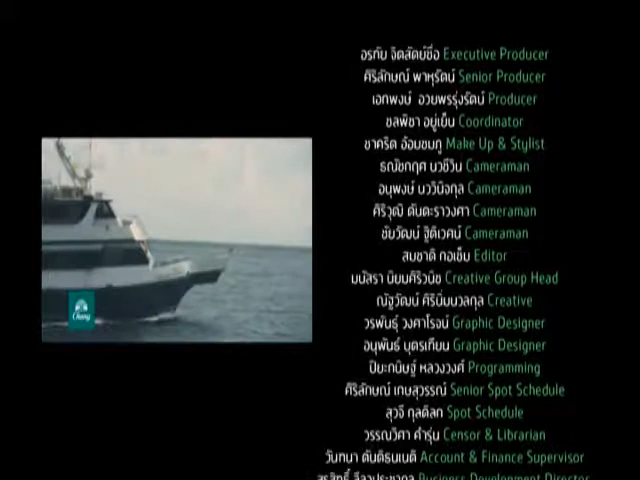 อรทัย จิตสัตย์ซื่อ Executive Producer
ศิริลักษณ์ พาหุรัตน์ Senior Producer
เอกพงษ์ อวยพรรุ่งรัตน์ Producer
ชลพิชา อยู่เย็น Coordinator
ชาคริต อ้อมชมภู Make Up & Stylist
ธณัชกฤศ นวชีวิน Cameraman
อนุพงษ์ นววินิจกุล Cameraman
ศิริวุฒิ ตันตะราวงศา Cameraman
ชัยวัฒน์ ฐิติเวศน์ Cameraman
สมชาติ กอเซ็ม Editor
มนัสรา นิยมศิริวนิช Creative Group Head
ณัฐวัฒน์ ศิรินิ่มนวลกุล Creative
วรพันธุ์ วงศาโรจน์ Graphic Designer
อนุพันธ์ บุตรเทียน Graphic Designer
ปิยะกนิษฐ์ หลวงวงศ์ Programming
ศิริลักษณ์ เกษสุวรรณ์ Senior Spot Schedule
สุวจี กุลดิลก Spot Schedule
วรรณวิศา คำรุ่น Censor & Librarian
วันทนา ตันติธนเนติ Account & Finance Supervisor
Business Development Director
Chang